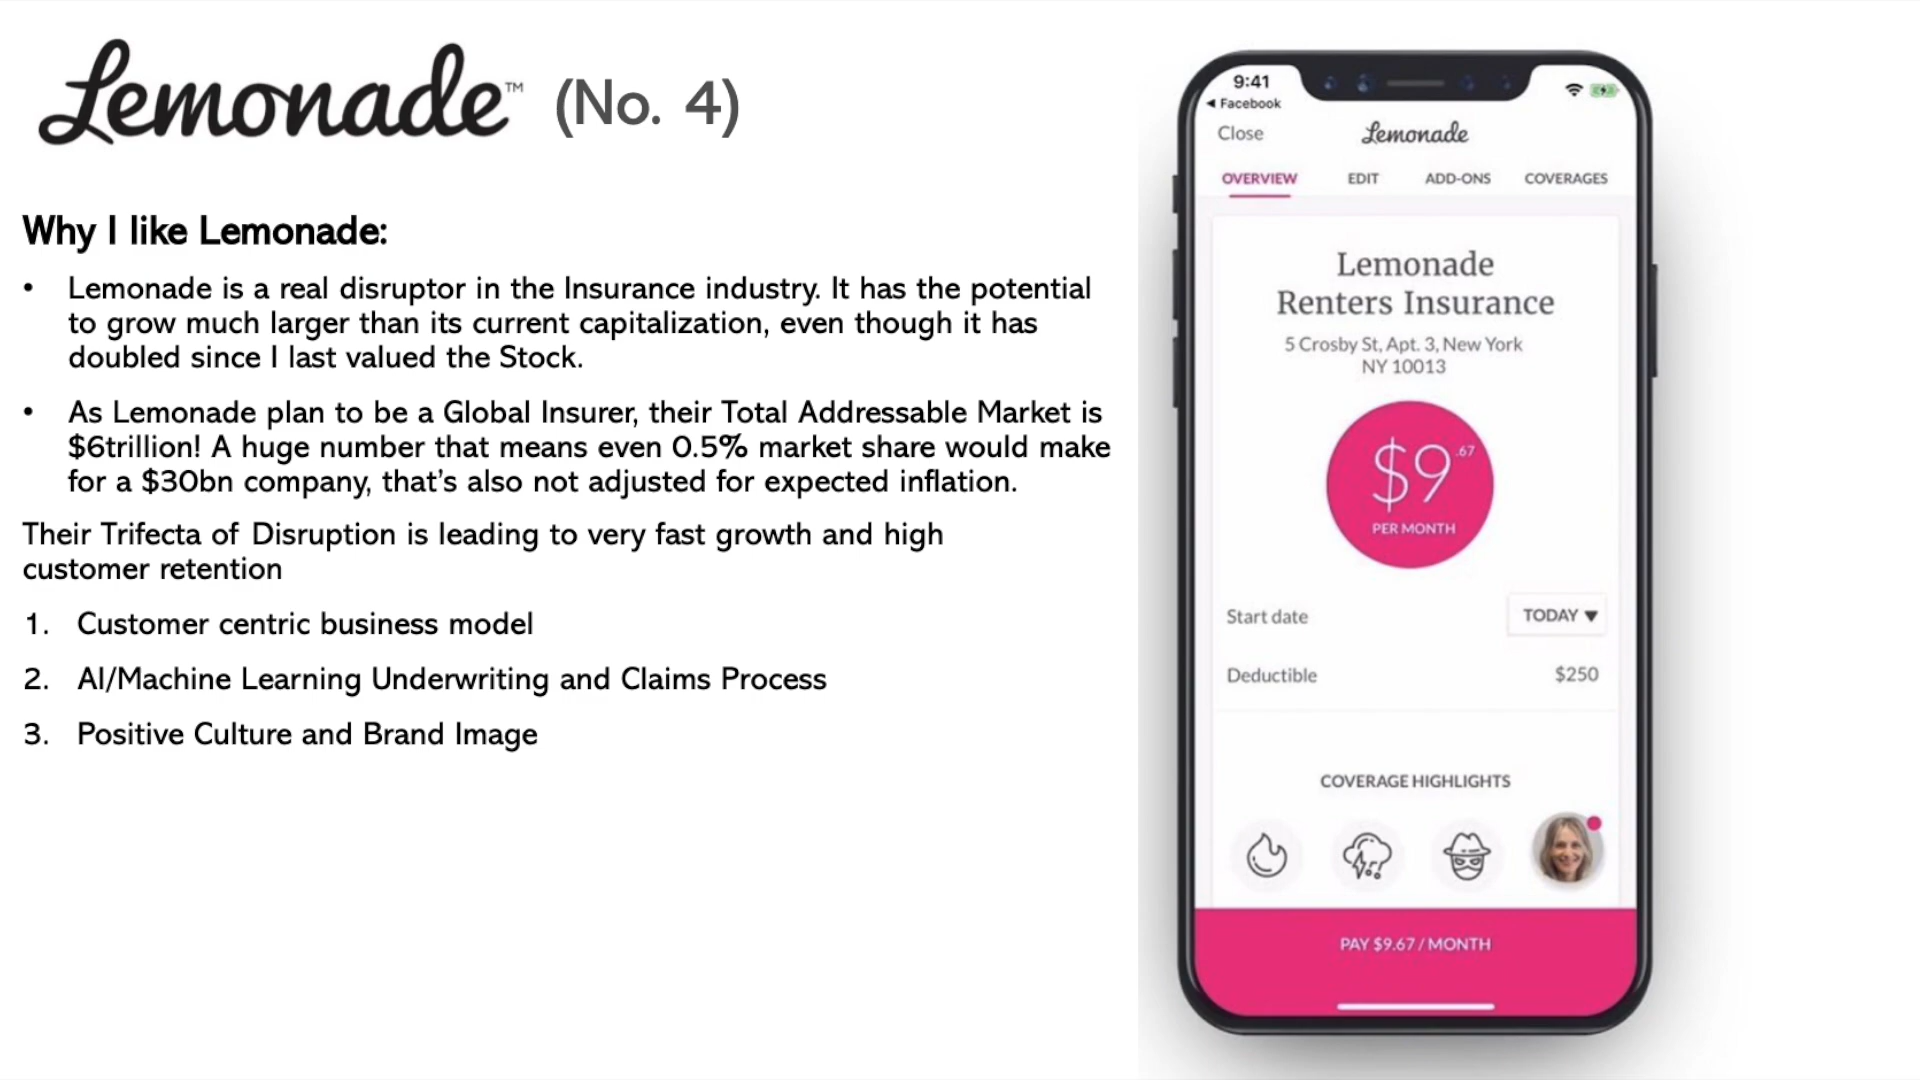 Lemonade™ (No. 4)
Why I like Lemonade:
• Lemonade is a real disruptor in the Insurance industry. It has the potential
to grow much larger than its current capitalization, even though it has
doubled since I last valued the Stock.
• As Lemonade plan to be a Global Insurer, their Total Addressable Market is
$6trillion! A huge number that means even 0.5% market share would make
for a $30bn company, that’s also not adjusted for expected inflation.
Their Trifecta of Disruption is leading to very fast growth and high
customer retention
1. Customer centric business model
2. AI/Machine Learning Underwriting and Claims Process
3. Positive Culture and Brand Image
9:41
◀ Facebook
Close Lemonade
OVERVIEW EDIT ADD-ONS COVERAGES
Lemonade
Renters Insurance
5 Crosby St, Apt. 3, New York
NY 10013
$9.67
PER MONTH
Start date TODAY ▼
Deductible $250
COVERAGE HIGHLIGHTS
PAY $9.67 / MONTH